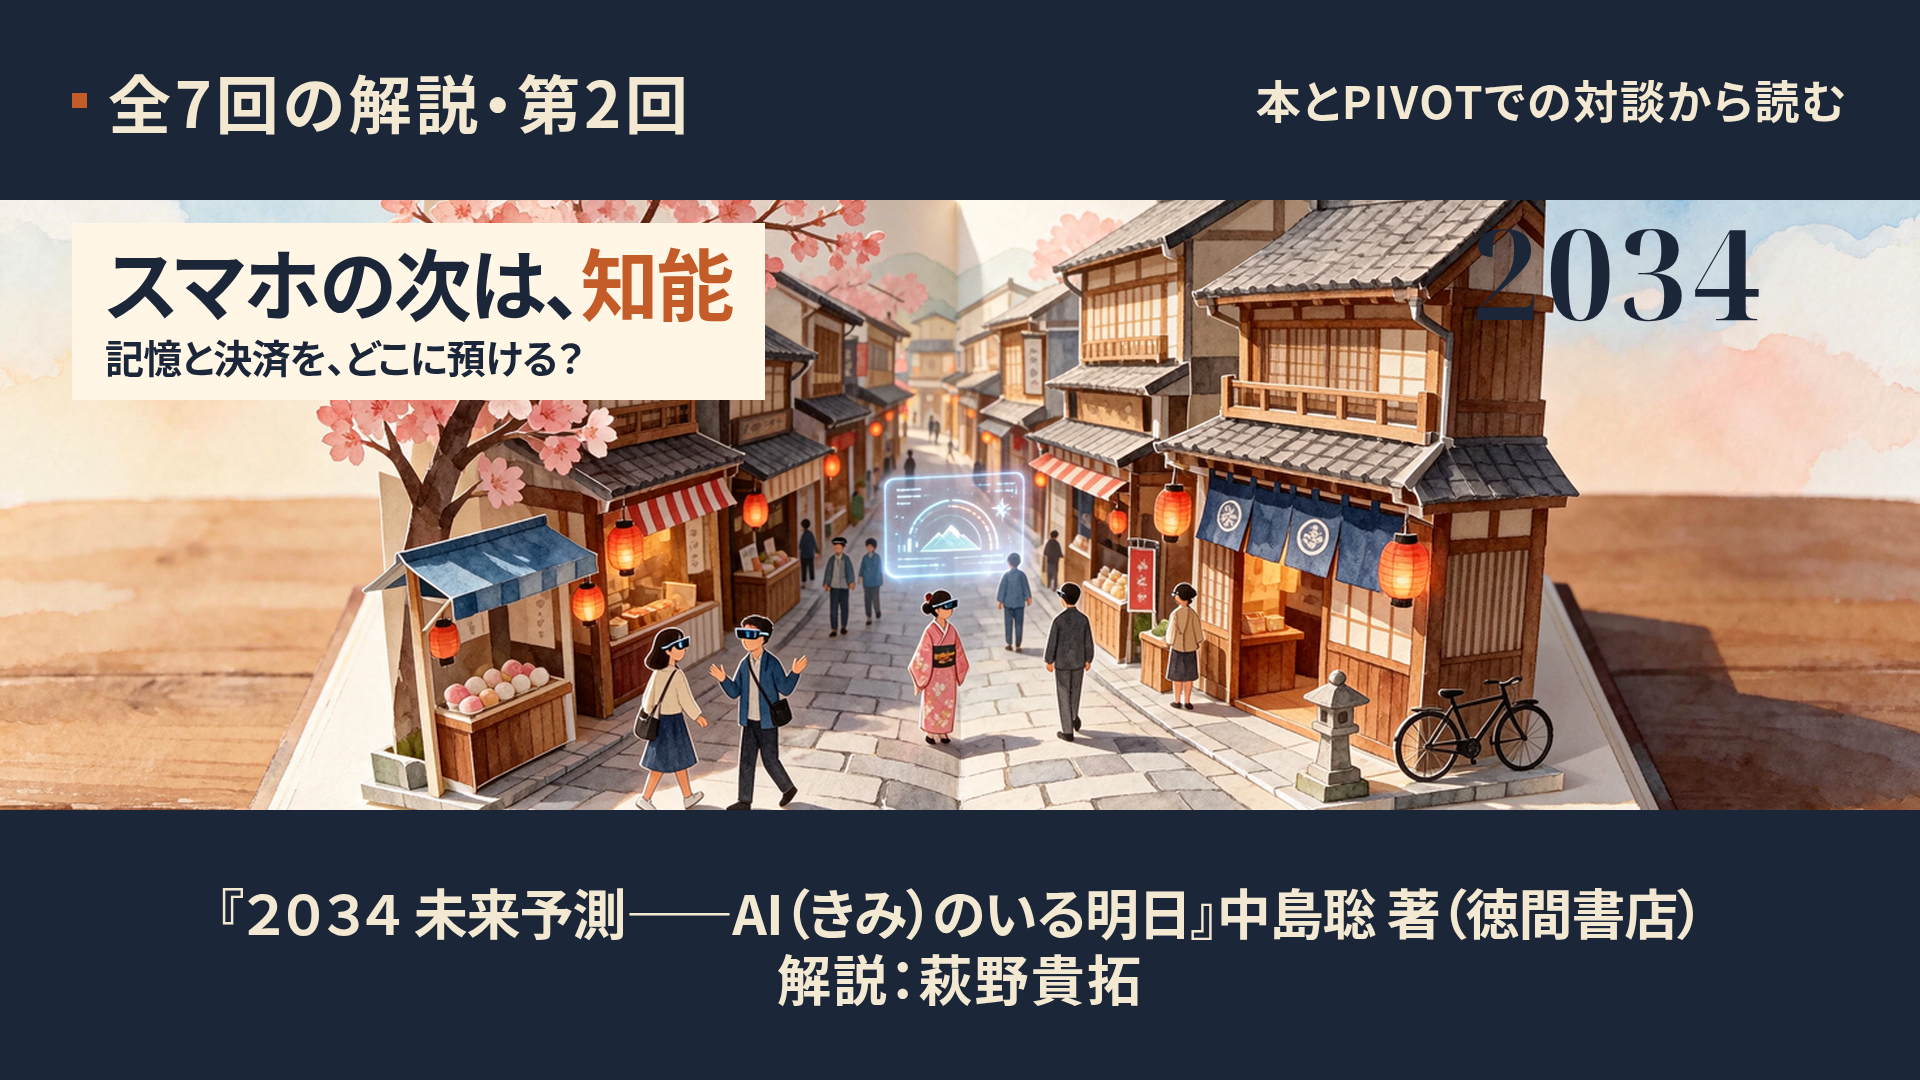 全7回の解説・第2回
本とPIVOTでの対談から読む
スマホの次は、知能
記憶と決済を、どこに預ける？
2034
『２０３４ 未来予測――AI（きみ）のいる明日』中島聡 著（徳間書店）
解説：萩野貴拓